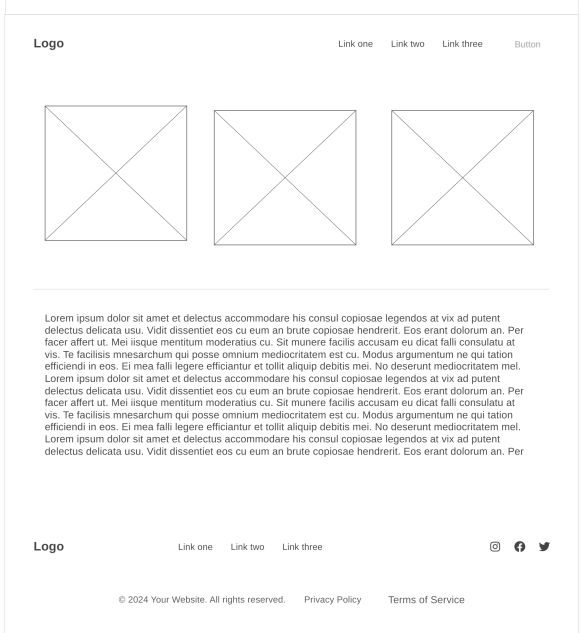 Logo Link one Link two Link three Button
Lorem ipsum dolor sit amet et delectus accommodare his consul copiosae legendos at vix ad putent
delectus delicata usu. Vidit dissentiet eos cu eum an brute copiosae hendrerit. Eos erant dolorum an. Per
facer affert ut. Mei iisque mentitum moderatius cu. Sit munere facilis accusam eu dicat falli consulatu at
vis. Te facilisis mnesarchum qui posse omnium mediocritatem est cu. Modus argumentum ne qui tation
efficiendi in eos. Ei mea falli legere efficiantur et tollit aliquip debitis mei. No deserunt mediocritatem mel.
Lorem ipsum dolor sit amet et delectus accommodare his consul copiosae legendos at vix ad putent
delectus delicata usu. Vidit dissentiet eos cu eum an brute copiosae hendrerit. Eos erant dolorum an. Per
facer affert ut. Mei iisque mentitum moderatius cu. Sit munere facilis accusam eu dicat falli consulatu at
vis. Te facilisis mnesarchum qui posse omnium mediocritatem est cu. Modus argumentum ne qui tation
efficiendi in eos. Ei mea falli legere efficiantur et tollit aliquip debitis mei. No deserunt mediocritatem mel.
Lorem ipsum dolor sit amet et delectus accommodare his consul copiosae legendos at vix ad putent
delectus delicata usu. Vidit dissentiet eos cu eum an brute copiosae hendrerit. Eos erant dolorum an. Per
Logo Link one Link two Link three
© 2024 Your Website. All rights reserved. Privacy Policy Terms of Service